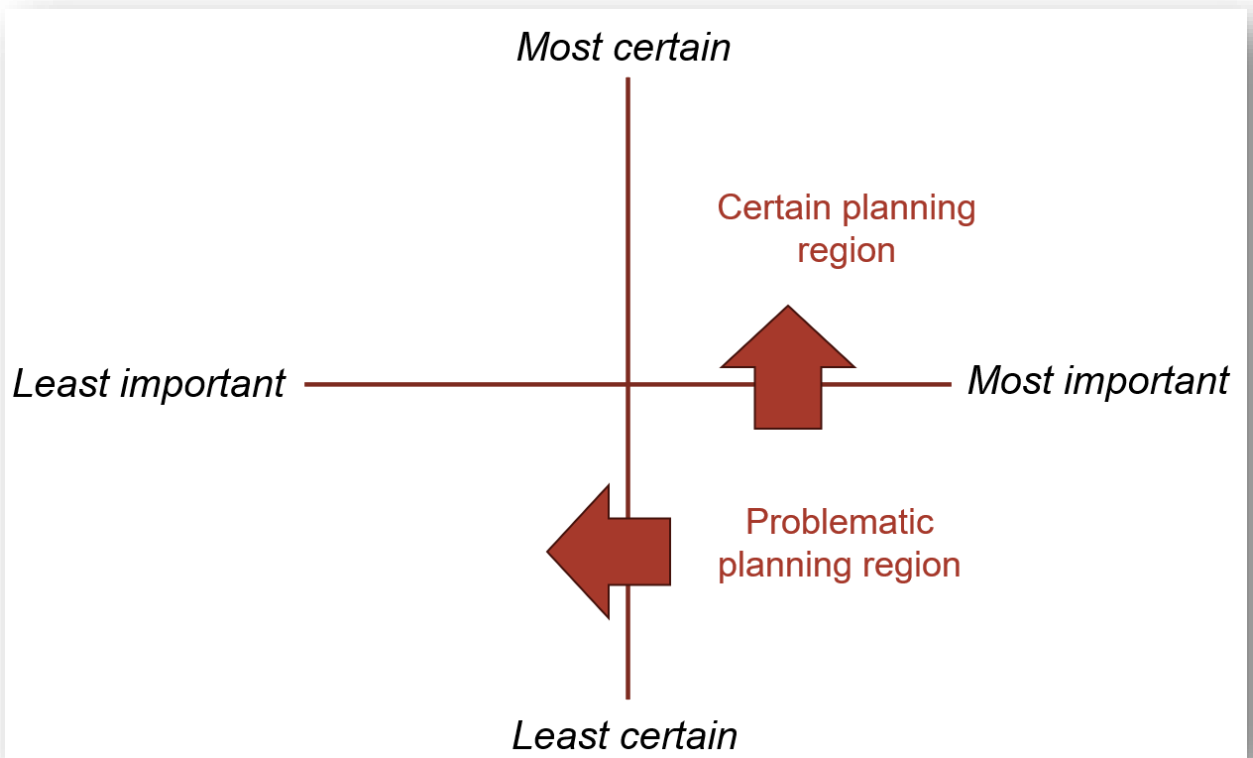 Most certain
Certain planning
region
Least important
Most important
Problematic
planning region
Least certain